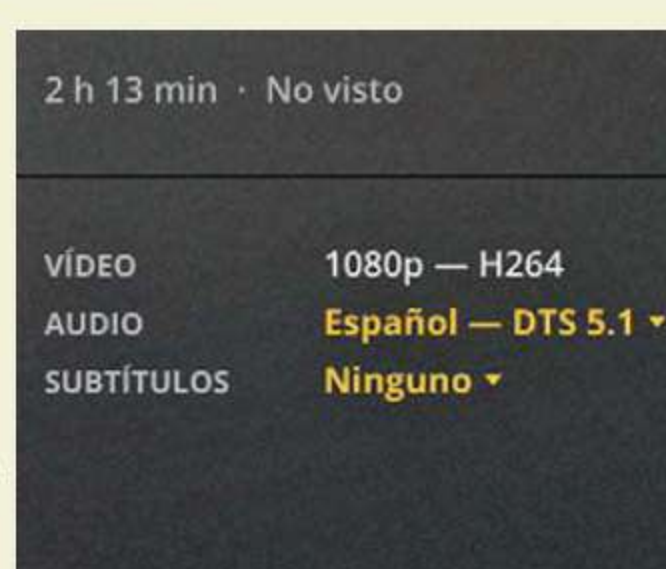 2 h 13 min · No visto
VÍDEO 1080p — H264
AUDIO Español — DTS 5.1
SUBTÍTULOS Ninguno